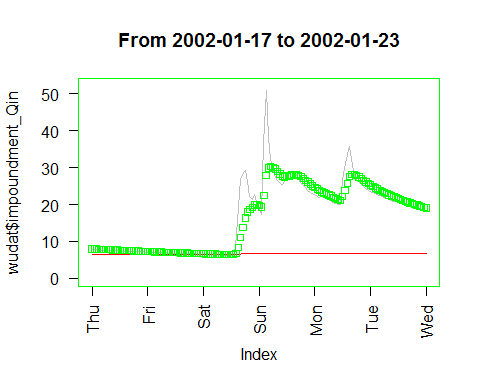 From 2002-01-17 to 2002-01-23
wudat$impoundment_Qin
50
40
30
20
10
0
Thu Fri Sat Sun Mon Tue Wed
Index